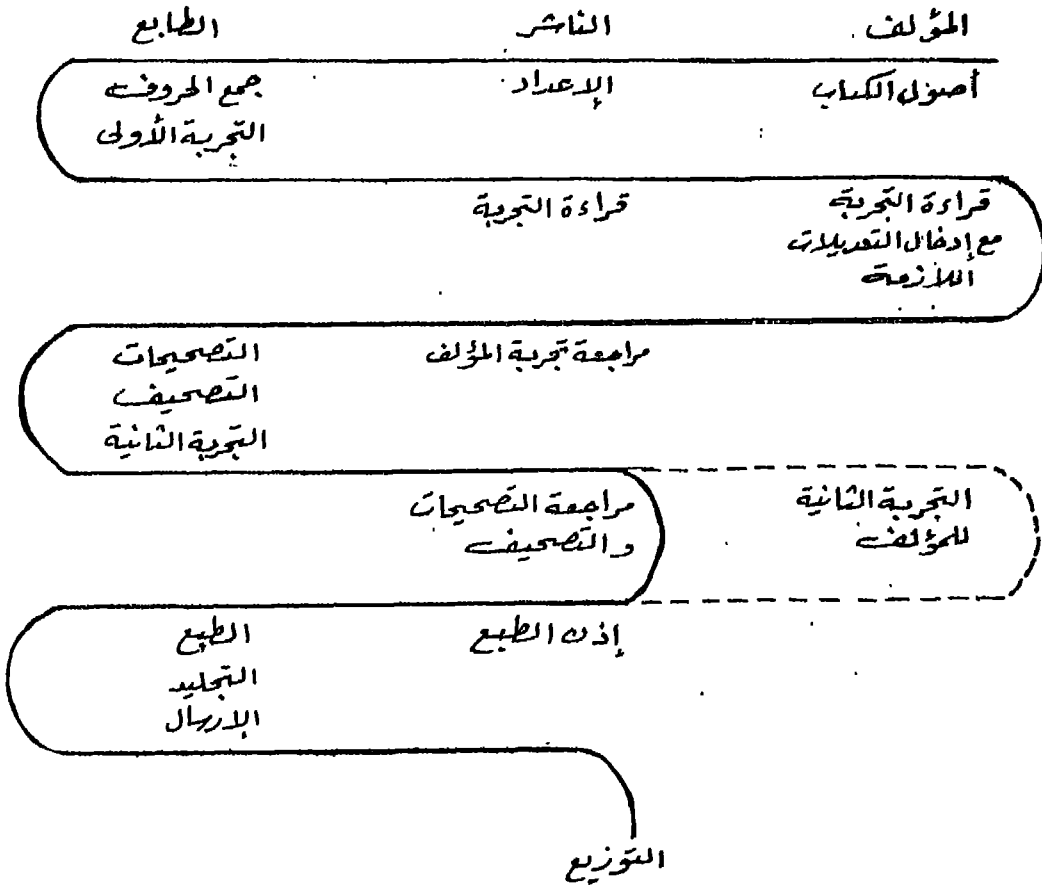 المؤلف الناشر الطابع
أصول الكتاب الإعداد جمع الحروف
التجربة الأولى
قراءة التجربة قراءة التجربة
مع إدخال التعديلات
اللازمة
مراجعة تجربة المؤلف التصحيحات
التصحيف
التجربة الثانية
التجربة الثانية مراجعة التصحيحات
للمؤلف والتصحيف
إذن الطبع الطبع
التجليد
الإرسال
التوزيع